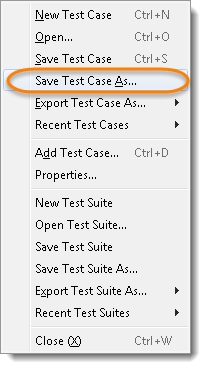 New Test Case Ctrl+N
Open... Ctrl+O
Save Test Case Ctrl+S
Save Test Case As...
Export Test Case As...
Recent Test Cases
Add Test Case... Ctrl+D
Properties...
New Test Suite
Open Test Suite...
Save Test Suite
Save Test Suite As...
Export Test Suite As...
Recent Test Suites
Close (X) Ctrl+W